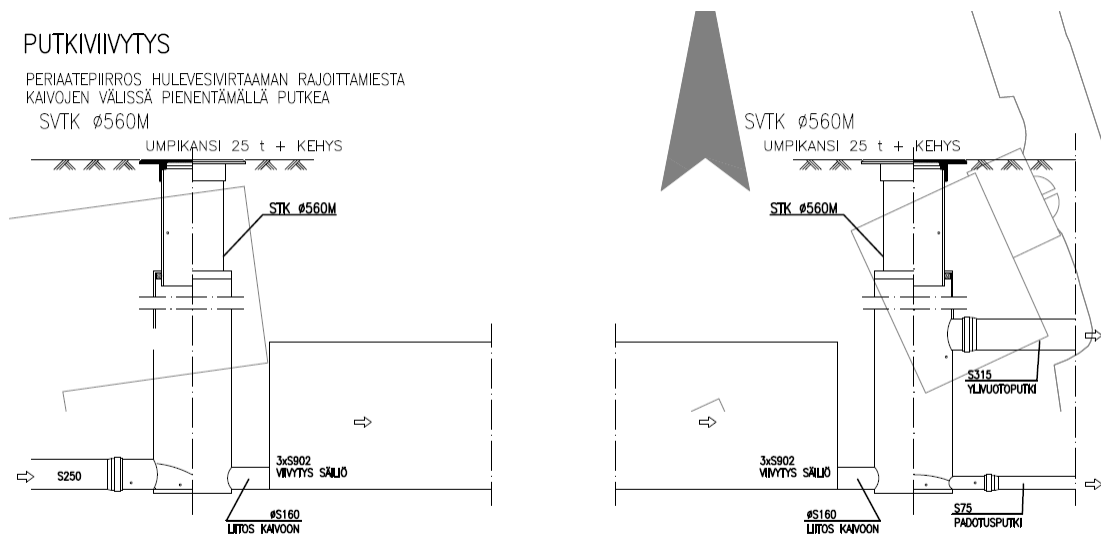 PUTKIVIIVYTYS
PERIAATEPIIRROS HULEVESIVIRTAAMAN RAJOITTAMIESTA
KAIVOJEN VÄLISSÄ PIENENTÄMÄLLÄ PUTKEA
SVTK ø560M
UMPIKANSI 25 t + KEHYS
STK ø560M
S250
3xS902
VIIVYTYS SÄILIÖ
øS160
LIITOS KAIVOON
SVTK ø560M
UMPIKANSI 25 t + KEHYS
STK ø560M
S315
YLIVUOTOPUTKI
3xS902
VIIVYTYS SÄILIÖ
øS160
LIITOS KAIVOON
S75
PADOTUSPUTKI